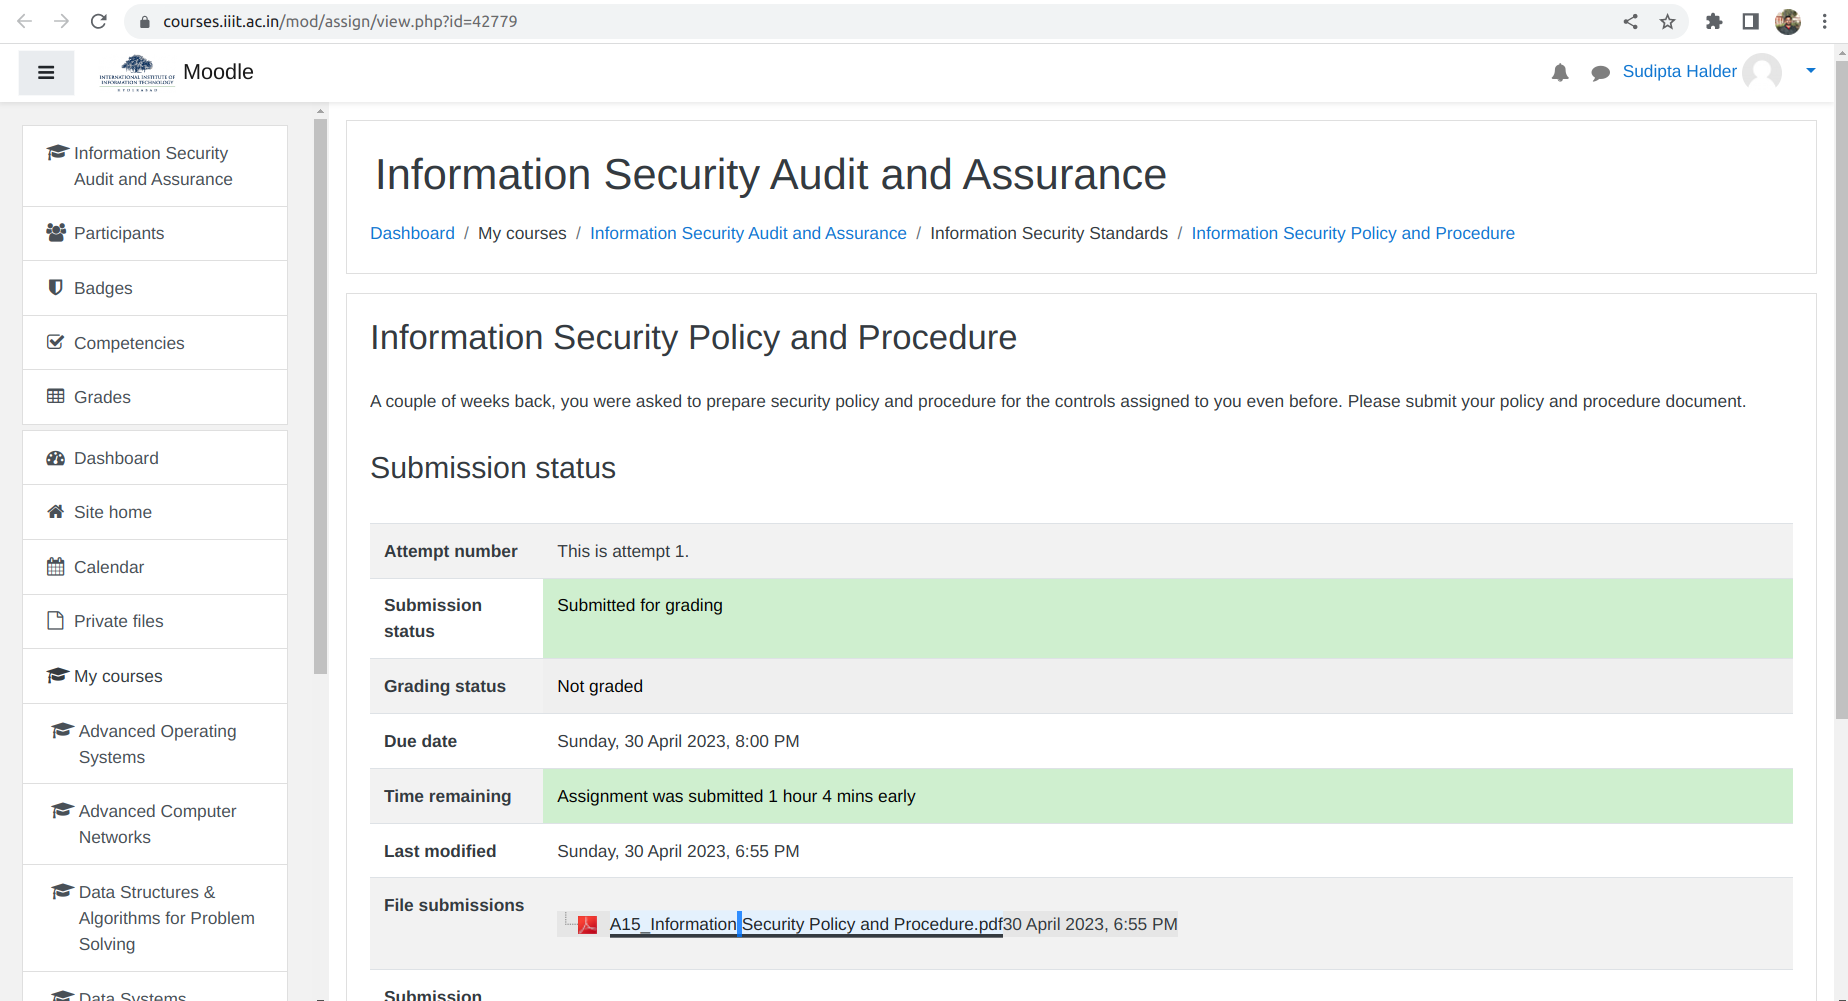 courses.iiit.ac.in/mod/assign/view.php?id=42779
INTERNATIONAL INSTITUTE OF
INFORMATION TECHNOLOGY
HYDERABAD
Moodle
Sudipta Halder
Information Security
Audit and Assurance
Participants
Badges
Competencies
Grades
Dashboard
Site home
Calendar
Private files
My courses
Advanced Operating
Systems
Advanced Computer
Networks
Data Structures &
Algorithms for Problem
Solving
Data Systems
Information Security Audit and Assurance
Dashboard / My courses / Information Security Audit and Assurance / Information Security Standards / Information Security Policy and Procedure
Information Security Policy and Procedure
A couple of weeks back, you were asked to prepare security policy and procedure for the controls assigned to you even before. Please submit your policy and procedure document.
Submission status
Attempt number This is attempt 1.
Submission
status
Submitted for grading
Grading status Not graded
Due date Sunday, 30 April 2023, 8:00 PM
Time remaining Assignment was submitted 1 hour 4 mins early
Last modified Sunday, 30 April 2023, 6:55 PM
File submissions
A15_Information Security Policy and Procedure.pdf30 April 2023, 6:55 PM
Submission